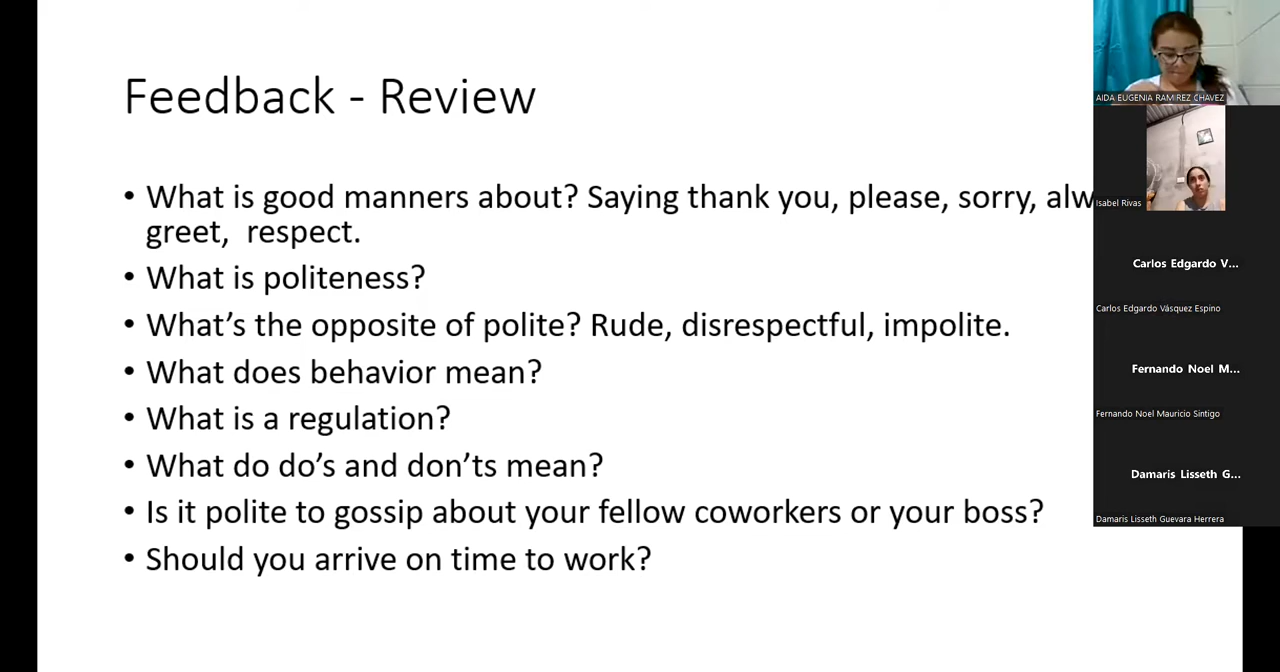 Feedback - Review
• What is good manners about? Saying thank you, please, sorry, alw
greet, respect.
• What is politeness?
• What's the opposite of polite? Rude, disrespectful, impolite.
• What does behavior mean?
• What is a regulation?
• What do do's and don'ts mean?
• Is it polite to gossip about your fellow coworkers or your boss?
• Should you arrive on time to work?
AIDA EUGENIA RAMIREZ CHAVEZ
Isabel Rivas
Carlos Edgardo V...
Carlos Edgardo Vásquez Espino
Fernando Noel M...
Fernando Noel Mauricio Sintigo
Damaris Lisseth G...
Damaris Lisseth Guevara Herrera